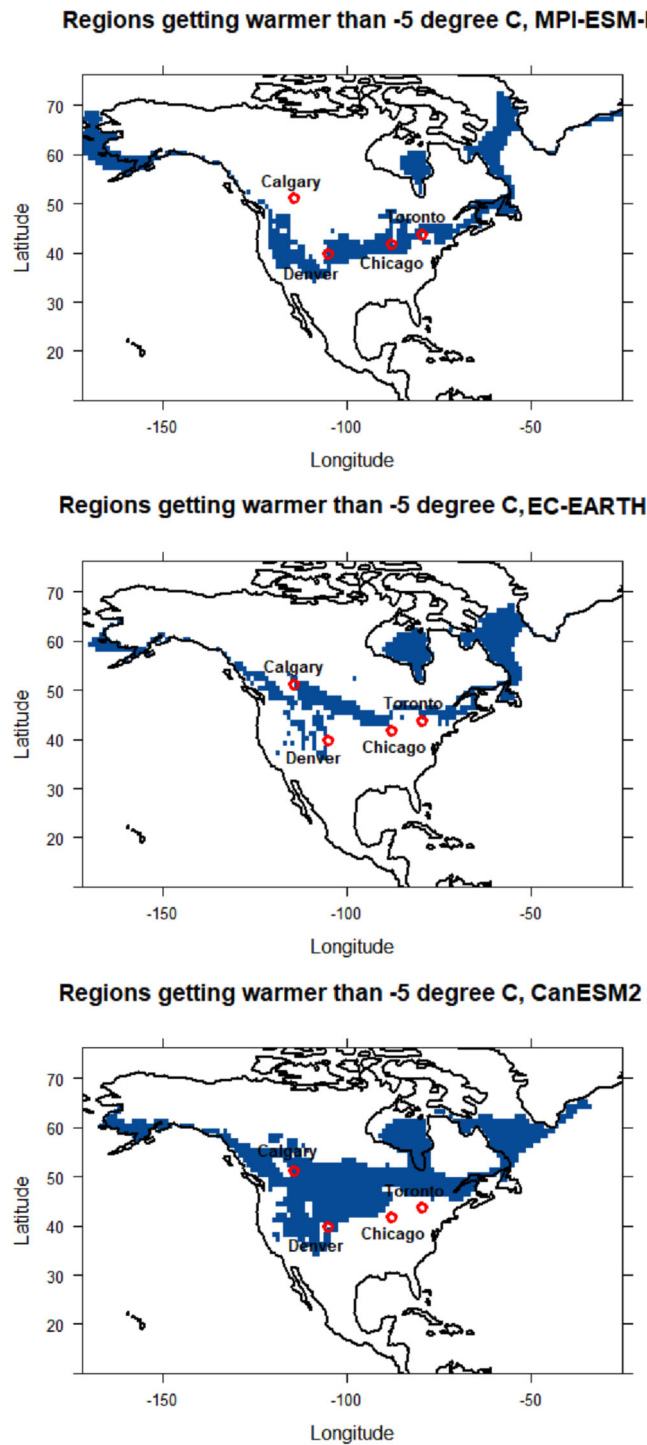 Regions getting warmer than -5 degree C, MPI-ESM-
70
60
50
40
30
20
Latitude
Calgary
Toronto
Denver
Chicago
-150
-100
-50
Longitude
Regions getting warmer than -5 degree C, EC-EARTH
70
60
50
40
30
20
Latitude
Calgary
Toronto
Denver
Chicago
-150
-100
-50
Longitude
Regions getting warmer than -5 degree C, CanESM2
70
60
50
40
30
20
Latitude
Calgary
Toronto
Denver
Chicago
-150
-100
-50
Longitude